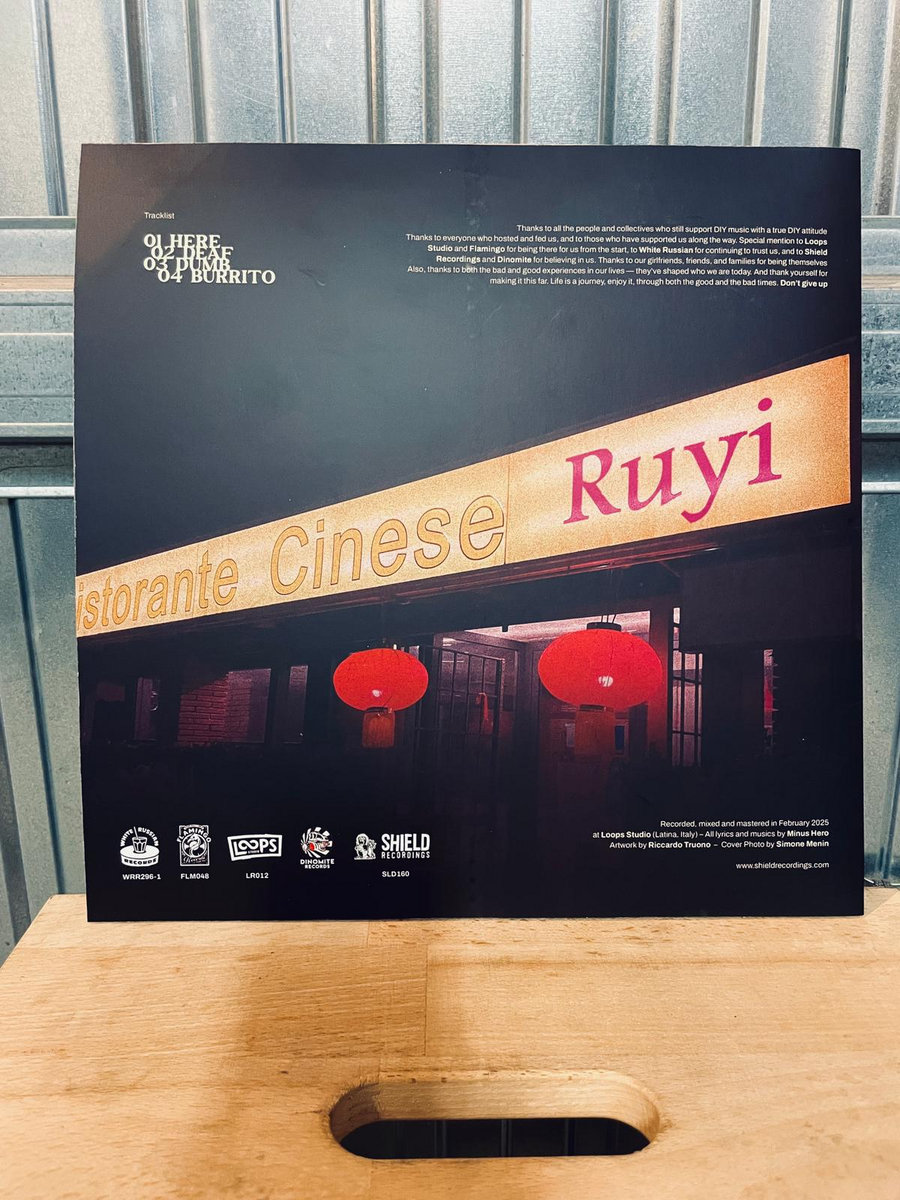 Tracklist
01 HERE
02 DEAF
03 DUMB
04 BURRITO
Thanks to all the people and collectives who still support DIY music with a true DIY attitude
Thanks to everyone who hosted and fed us, and to those who have supported us along the way. Special mention to Loops
Studio and Flamingo for being there for us from the start, to White Russian for continuing to trust us, and to Shield
Recordings and Dinomite for believing in us. Thanks to our girlfriends, friends, and families for being themselves
Also, thanks to both the bad and good experiences in our lives — they've shaped who we are today. And thank yourself for
making it this far. Life is a journey, enjoy it, through both the good and the bad times. Don't give up
istorante Cinese Ruyi
WHITE RUSSIAN RECORDS
WRR296-1
FLAMINGO Records
FLM048
LOOPS
LR012
DINOMITE RECORDS
SHIELD RECORDINGS
SLD160
Recorded, mixed and mastered in February 2025
at Loops Studio (Latina, Italy) – All lyrics and musics by Minus Hero
Artwork by Riccardo Truono – Cover Photo by Simone Menin
www.shieldrecordings.com